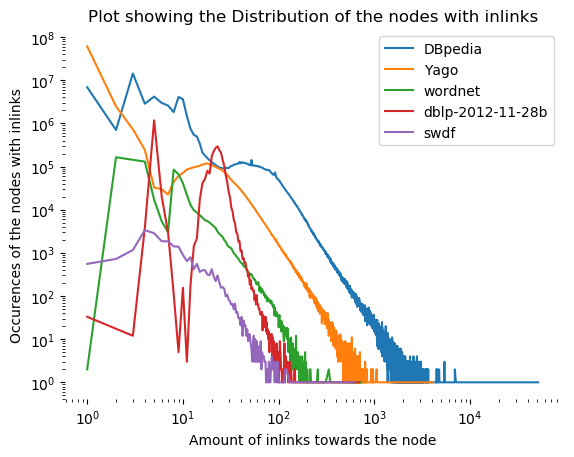 Plot showing the Distribution of the nodes with inlinks
DBpedia
Yago
wordnet
dblp-2012-11-28b
swdf
Occurences of the nodes with inlinks
10^8
10^7
10^6
10^5
10^4
10^3
10^2
10^1
10^0
10^0 10^1 10^2 10^3 10^4
Amount of inlinks towards the node